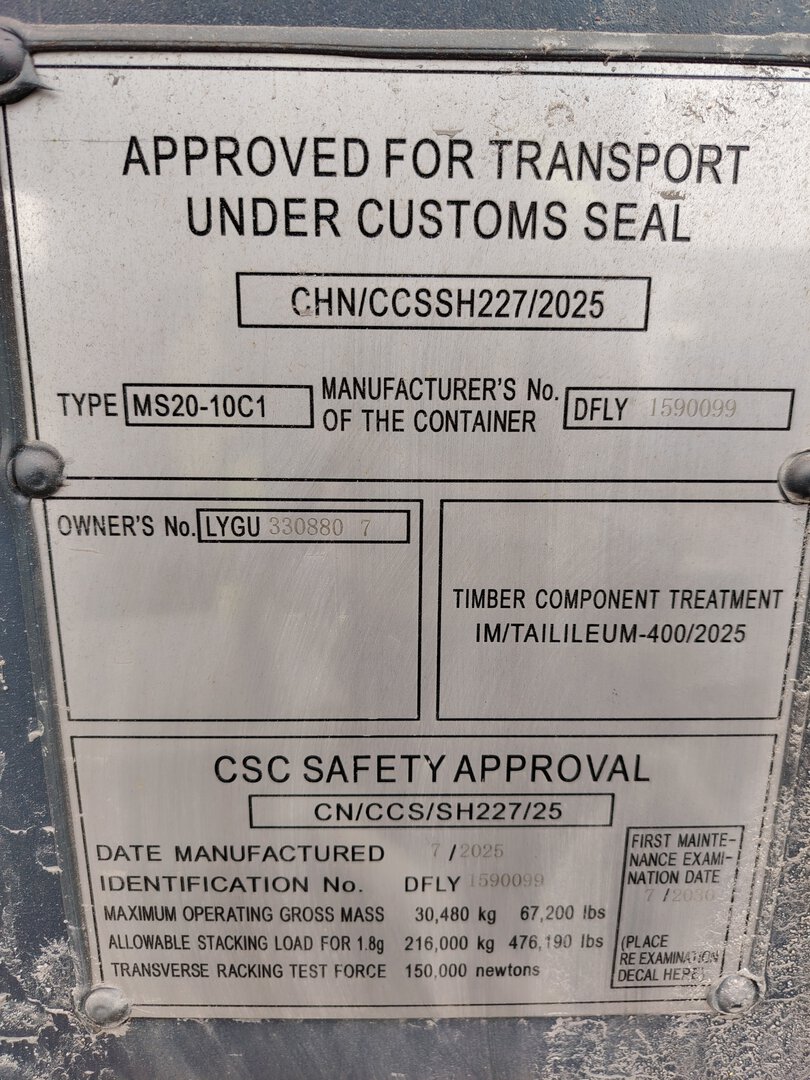 APPROVED FOR TRANSPORT
UNDER CUSTOMS SEAL
CHN/CCSSH227/2025
TYPE MS20-10C1
MANUFACTURER'S No.
OF THE CONTAINER
DFLY 1590099
OWNER'S No. LYGU 330880 7
TIMBER COMPONENT TREATMENT
IM/TAILILEUM-400/2025
CSC SAFETY APPROVAL
CN/CCS/SH227/25
DATE MANUFACTURED 7 / 2025
IDENTIFICATION No. DFLY 1590099
MAXIMUM OPERATING GROSS MASS 30,480 kg 67,200 lbs
ALLOWABLE STACKING LOAD FOR 1.8g 216,000 kg 476,190 lbs
TRANSVERSE RACKING TEST FORCE 150,000 newtons
FIRST MAINTE-
NANCE EXAMI-
NATION DATE
7 / 2030
(PLACE
RE EXAMINATION
DECAL HERE)